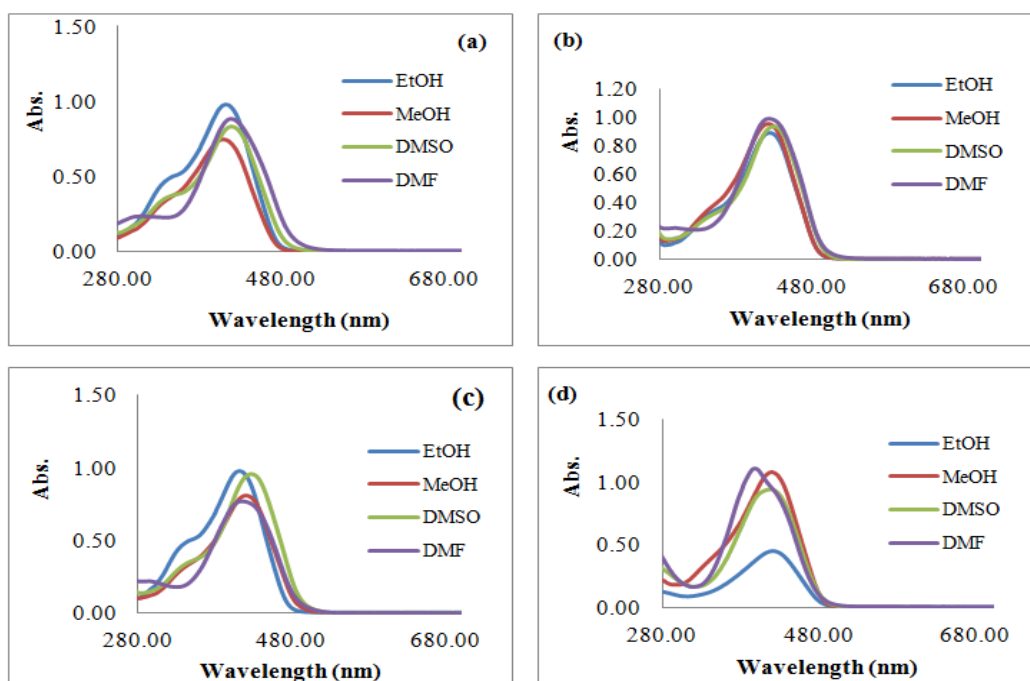 1.50
(a)
EtOH
1.00
MeOH
Abs.
DMSO
0.50
DMF
0.00
280.00 480.00 680.00
Wavelength (nm)
(b)
EtOH
1.20
MeOH
1.00
0.80
DMSO
Abs.
0.60
DMF
0.40
0.20
0.00
280.00 480.00 680.00
Wavelength (nm)
1.50
(c)
EtOH
1.00
MeOH
Abs.
DMSO
0.50
DMF
0.00
280.00 480.00 680.00
Wavelength (nm)
(d)
1.50
EtOH
1.00
MeOH
Abs.
DMSO
0.50
DMF
0.00
280.00 480.00 680.00
Wavelength (nm)